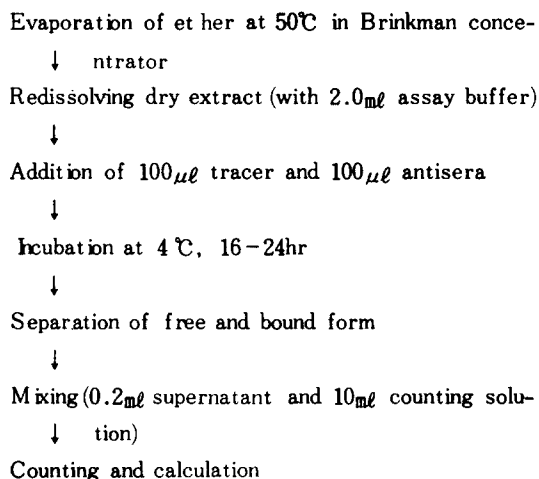 Evaporation of et her at 50℃ in Brinkman conce-
↓ ntrator
Redissolving dry extract (with 2.0㎖ assay buffer)
↓
Addition of 100㎕ tracer and 100㎕ antisera
↓
Incubation at 4℃, 16-24hr
↓
Separation of free and bound form
↓
Mixing (0.2㎖ supernatant and 10㎖ counting solu-
↓ tion)
Counting and calculation